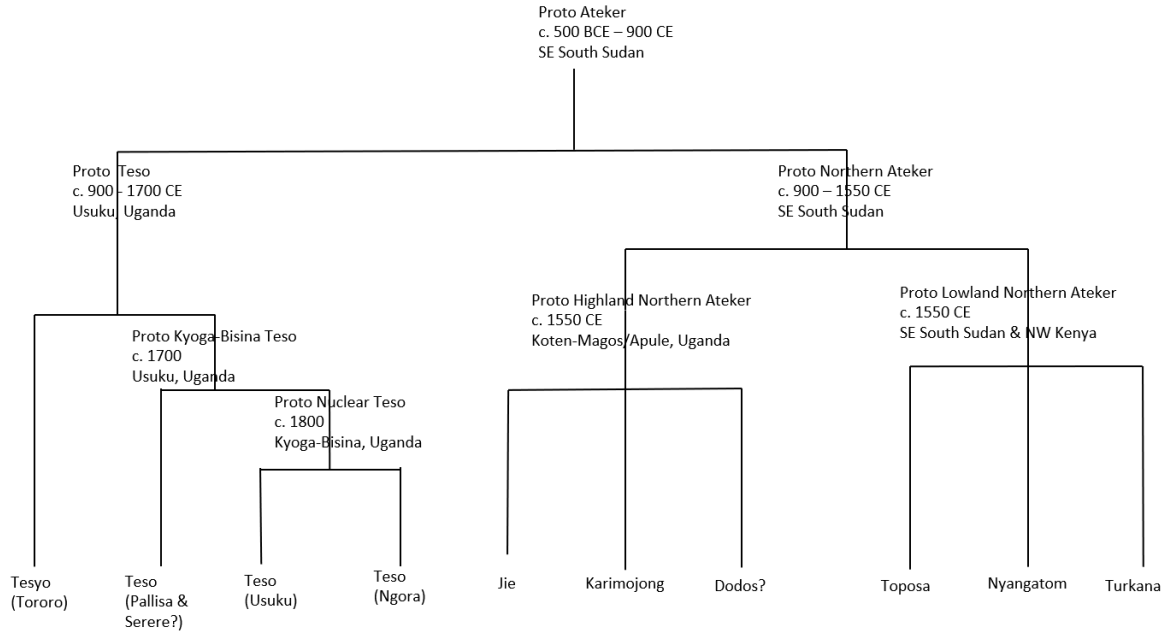 Proto Ateker
c. 500 BCE – 900 CE
SE South Sudan
Proto Teso
c. 900 - 1700 CE
Usuku, Uganda
Proto Northern Ateker
c. 900 – 1550 CE
SE South Sudan
Proto Highland Northern Ateker
c. 1550 CE
Koten-Magos/Apule, Uganda
Proto Lowland Northern Ateker
c. 1550 CE
SE South Sudan & NW Kenya
Proto Kyoga-Bisina Teso
c. 1700
Usuku, Uganda
Proto Nuclear Teso
c. 1800
Kyoga-Bisina, Uganda
Tesyo
(Tororo)
Teso
(Pallisa &
Serere?)
Teso
(Usuku)
Teso
(Ngora)
Jie
Karimojong
Dodos?
Toposa
Nyangatom
Turkana